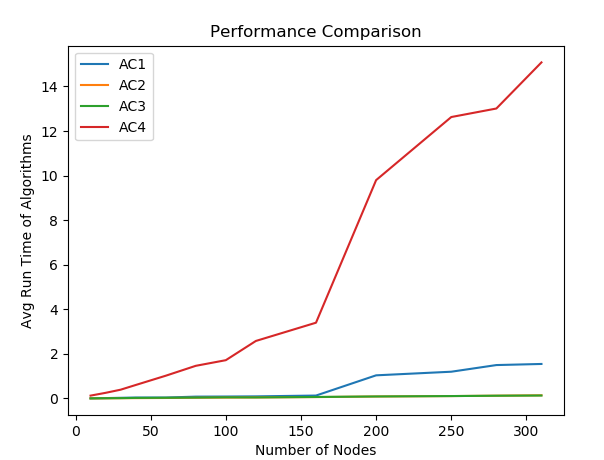 Performance Comparison
AC1
AC2
AC3
AC4
14
12
10
8
6
4
2
0
Avg Run Time of Algorithms
0 50 100 150 200 250 300
Number of Nodes